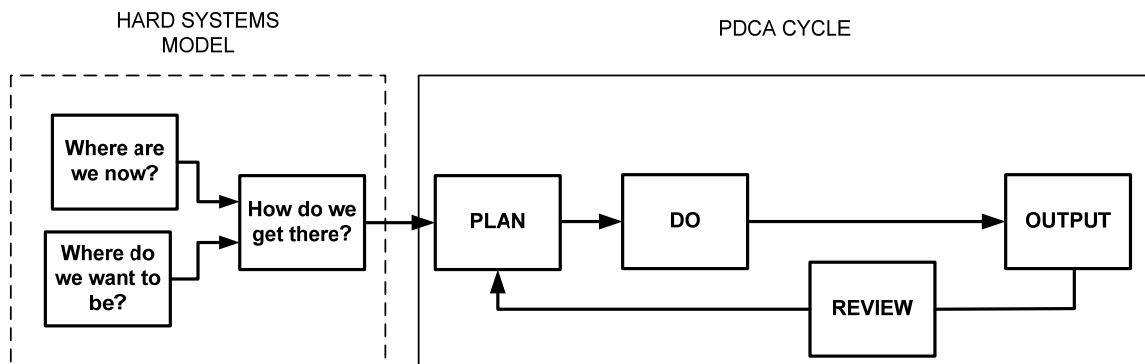 HARD SYSTEMS
MODEL
PDCA CYCLE
Where are
we now?
Where do
we want to
be?
How do we
get there?
PLAN
DO
OUTPUT
REVIEW